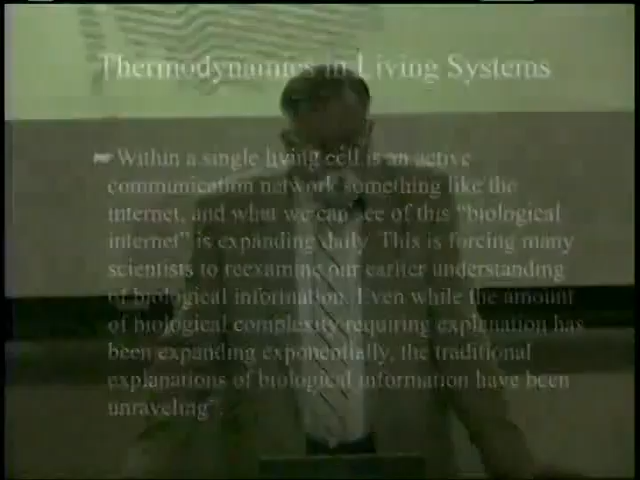 Thermodynamics in Living Systems
Within a single living cell is an active
communication network something like the
internet, and what we can see of this "biological
internet" is expanding daily. This is forcing many
scientists to reexamine our earlier understanding
of biological information. Even while the amount
of biological complexity requiring explanation has
been expanding exponentially, the traditional
explanations of biological information have been
unraveling".